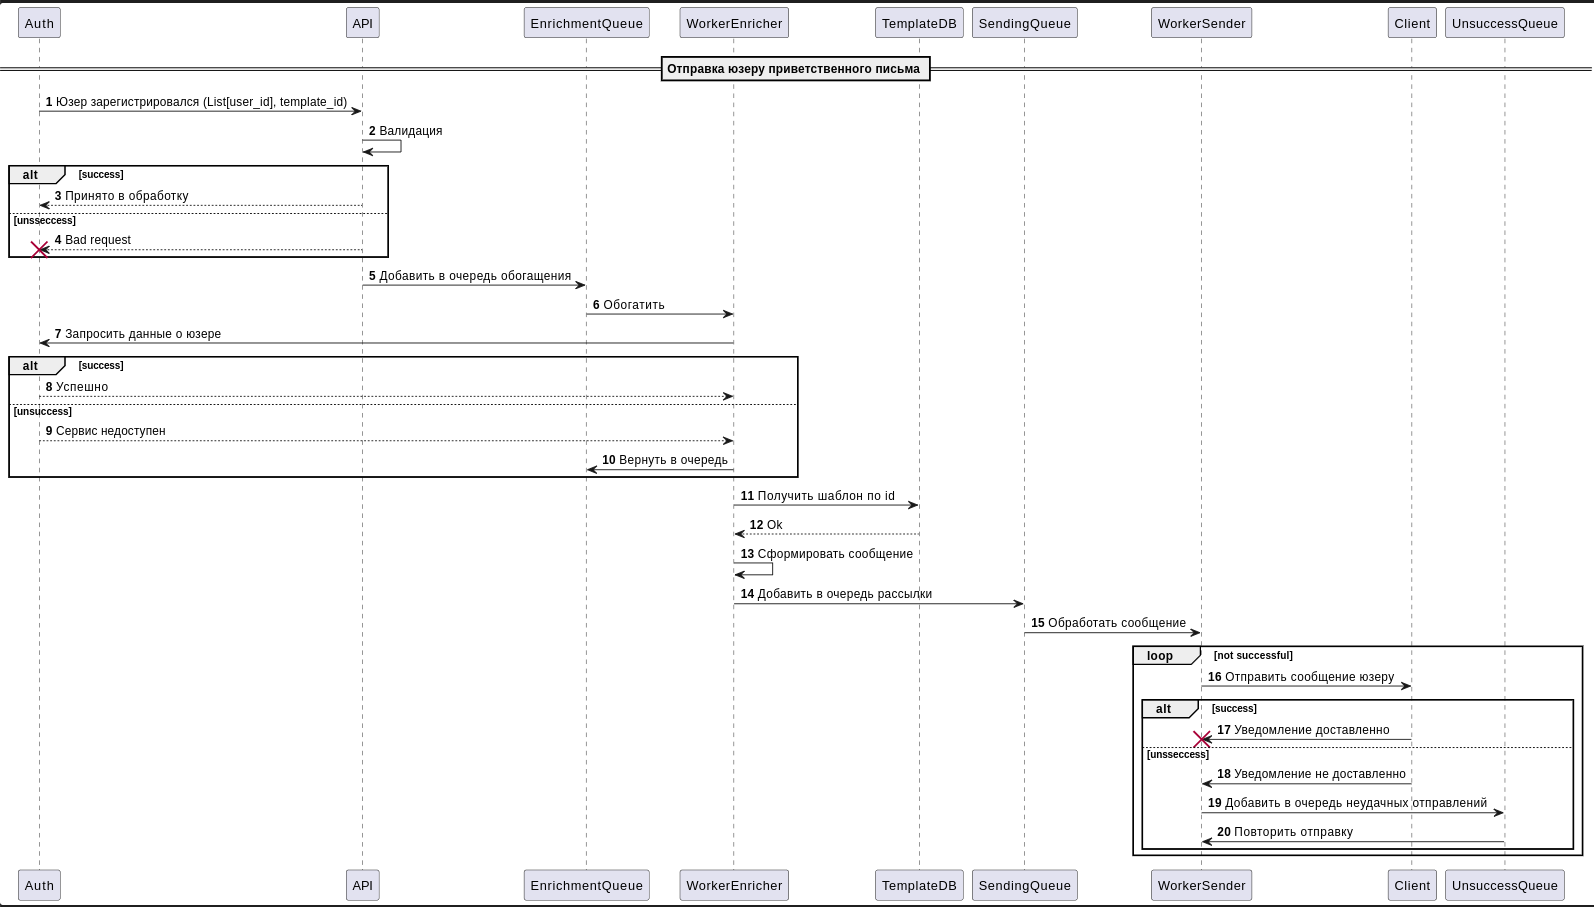 Auth API EnrichmentQueue WorkerEnricher TemplateDB SendingQueue WorkerSender Client UnsuccessQueue
Отправка юзеру приветственного письма
1 Юзер зарегистрировался (List[user_id], template_id)
2 Валидация
alt [success]
3 Принято в обработку
[unsseccess]
4 Bad request
5 Добавить в очередь обогащения
6 Обогатить
7 Запросить данные о юзере
alt [success]
8 Успешно
[unsuccess]
9 Сервис недоступен
10 Вернуть в очередь
11 Получить шаблон по id
12 Ok
13 Сформировать сообщение
14 Добавить в очередь рассылки
15 Обработать сообщение
loop [not successful]
16 Отправить сообщение юзеру
alt [success]
17 Уведомление доставленно
[unsseccess]
18 Уведомление не доставленно
19 Добавить в очередь неудачных отправлений
20 Повторить отправку
Auth API EnrichmentQueue WorkerEnricher TemplateDB SendingQueue WorkerSender Client UnsuccessQueue